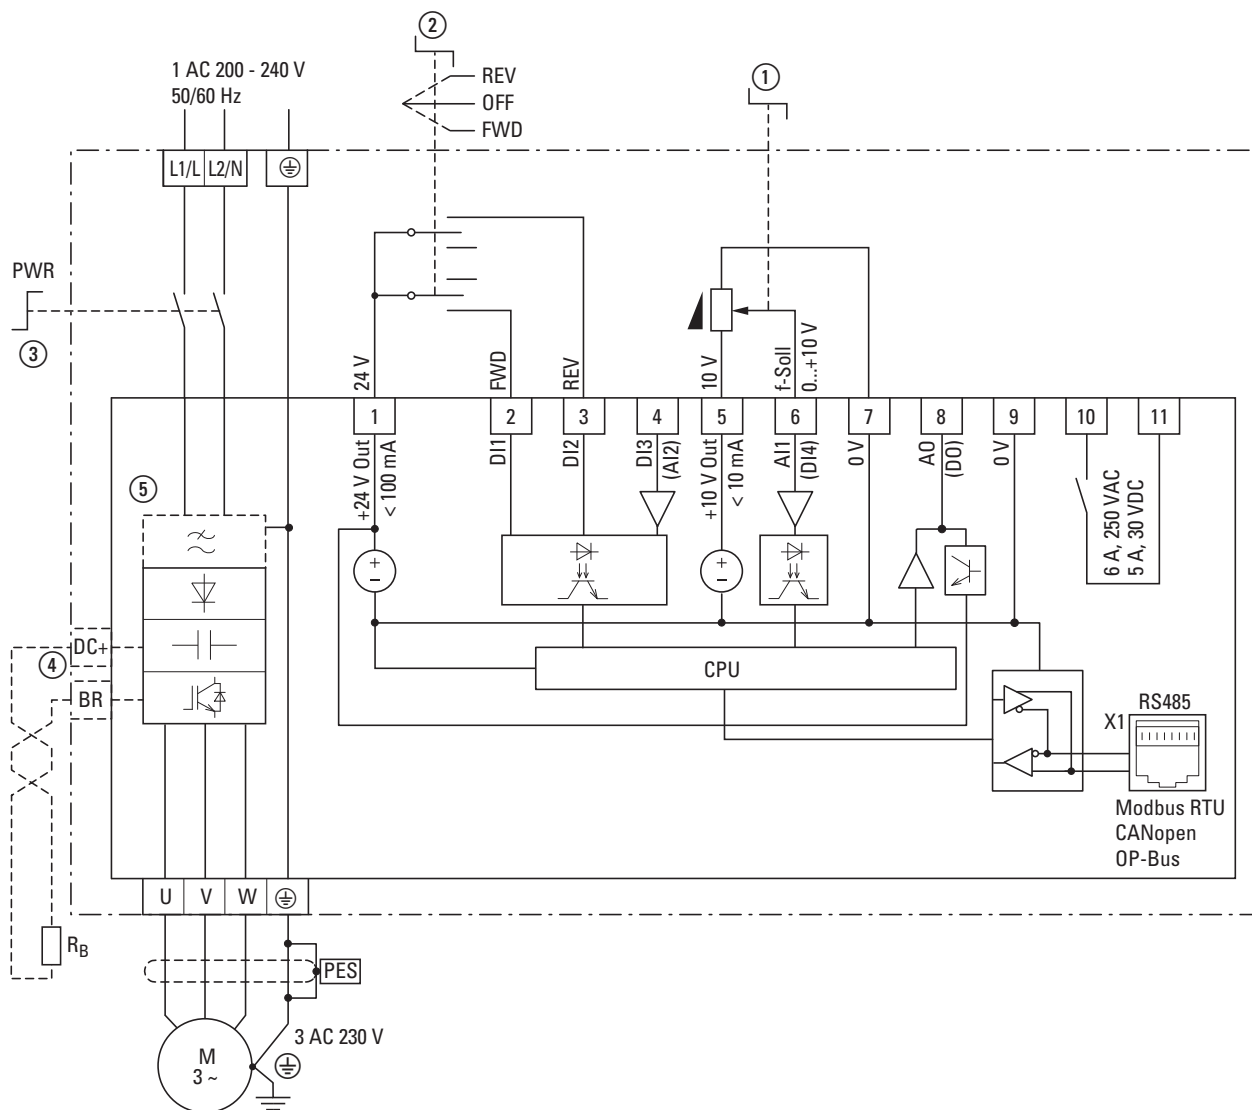 ②
①
1 AC 200 - 240 V
50/60 Hz
REV
OFF
FWD
L1/L L2/N
PWR
③
24 V
FWD
REV
10 V
f-Soll
0...+10 V
1 2 3 4 5 6 7 8 9 10 11
+24 V Out
< 100 mA
DI1
DI2
DI3
(AI2)
+10 V Out
< 10 mA
AI1
(DI4)
0 V
AO
(DO)
0 V
6 A, 250 VAC
5 A, 30 VDC
⑤
+
-
+
-
DC+
④
BR
CPU
RS485
X1
Modbus RTU
CANopen
OP-Bus
U V W
RB
PES
3 AC 230 V
M
3 ~